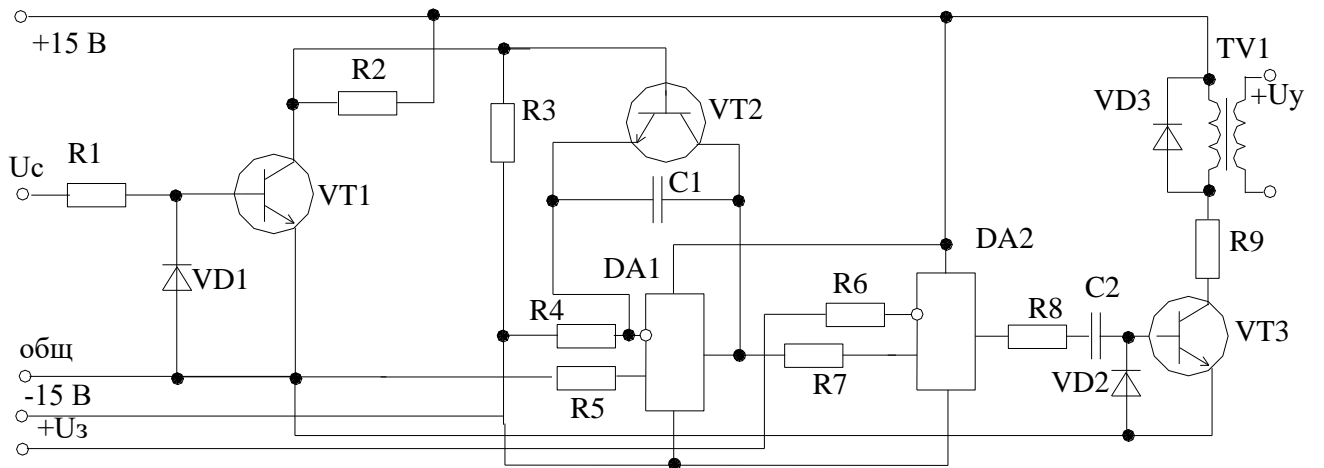 +15 В
R2
R3
VT2
TV1
VD3
+Uу
Uс
R1
VT1
C1
VD1
DA1
DA2
R9
R4
R6
R8
C2
VT3
общ
R5
R7
VD2
-15 В
+Uз